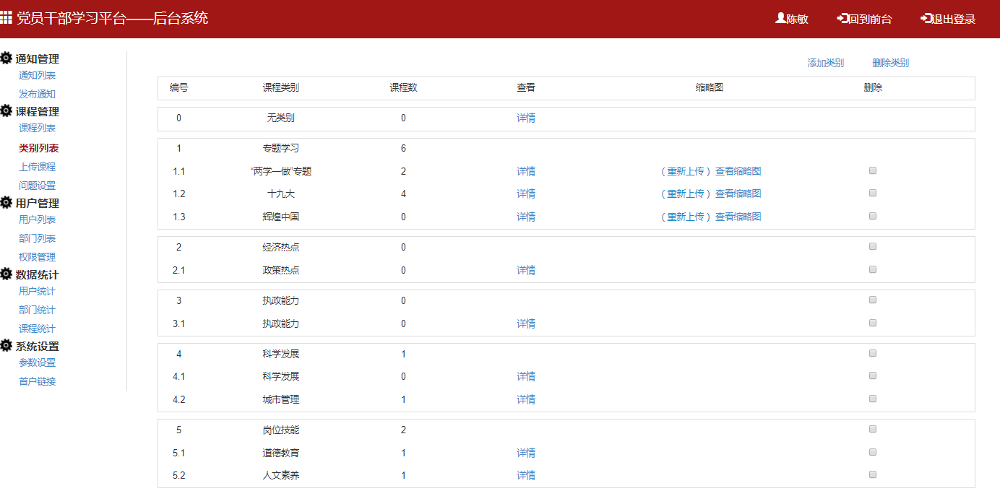 党员干部学习平台——后台系统 陈敏 回到前台 退出登录
通知管理
通知列表
发布通知
课程管理
课程列表
类别列表
上传课程
问题设置
用户管理
用户列表
部门列表
权限管理
数据统计
用户统计
部门统计
课程统计
系统设置
参数设置
首户链接
添加类别 删除类别
编号 课程类别 课程数 查看 缩略图 删除
0 无类别 0 详情
1 专题学习 6
1.1 “两学一做”专题 2 详情 (重新上传) 查看缩略图
1.2 十九大 4 详情 (重新上传) 查看缩略图
1.3 辉煌中国 0 详情 (重新上传) 查看缩略图
2 经济热点 0
2.1 政策热点 0 详情
3 执政能力 0
3.1 执政能力 0 详情
4 科学发展 1
4.1 科学发展 0 详情
4.2 城市管理 1 详情
5 岗位技能 2
5.1 道德教育 1 详情
5.2 人文素养 1 详情